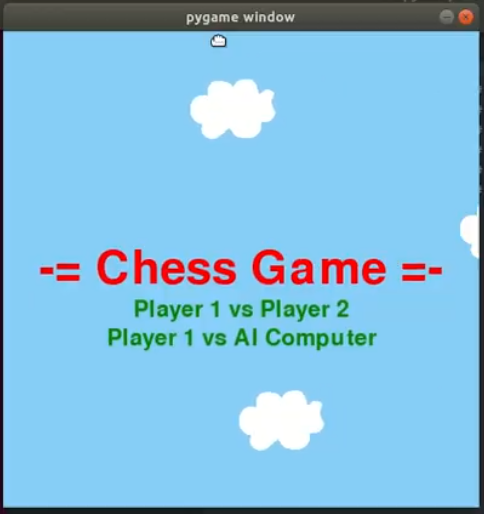 pygame window
-= Chess Game =-
Player 1 vs Player 2
Player 1 vs AI Computer